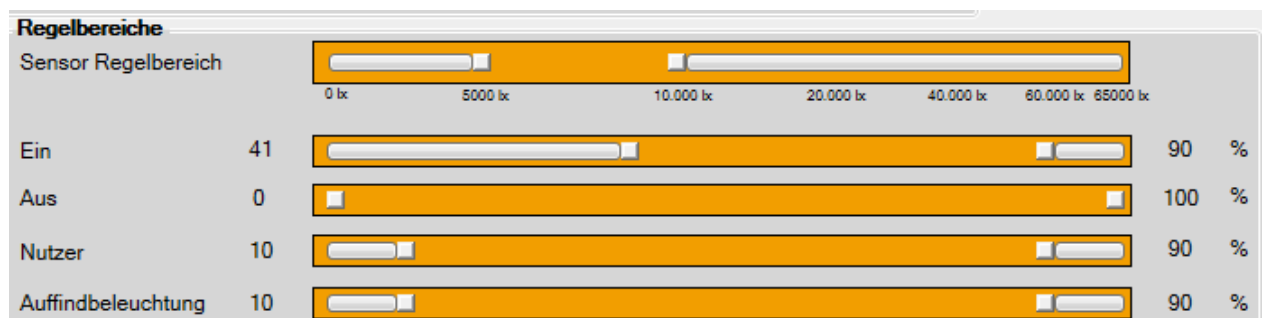 Regelbereiche
Sensor Regelbereich
0 lx 5000 lx 10.000 lx 20.000 lx 40.000 lx 60.000 lx 65000 lx
Ein 41 90 %
Aus 0 100 %
Nutzer 10 90 %
Auffindbeleuchtung 10 90 %